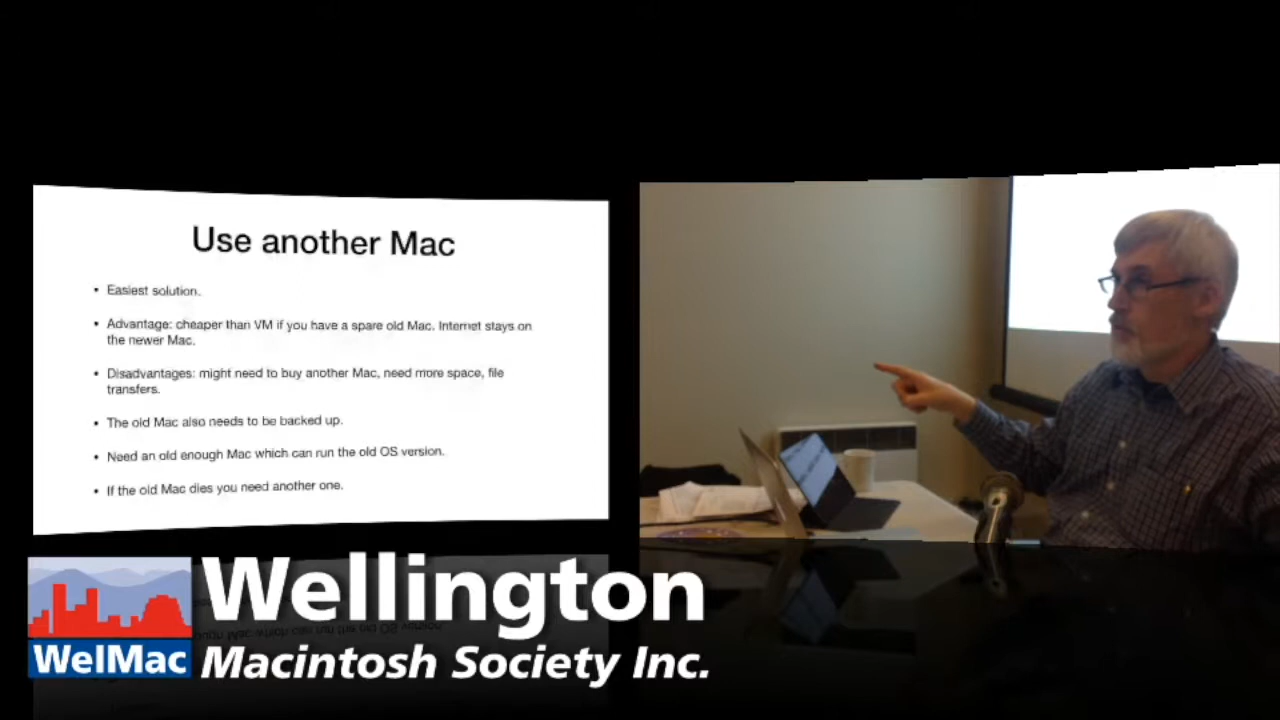 Use another Mac
• Easiest solution.
• Advantage: cheaper than VM if you have a spare old Mac. Internet stays on
the newer Mac.
• Disadvantages: might need to buy another Mac, need more space, file
transfers.
• The old Mac also needs to be backed up.
• Need an old enough Mac which can run the old OS version.
• If the old Mac dies you need another one.
WelMac
Wellington
Macintosh Society Inc.